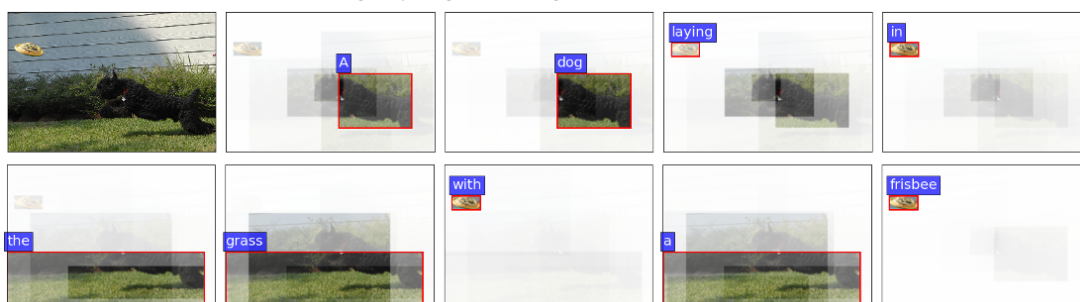 A
dog
laying
in
the
grass
with
a
frisbee